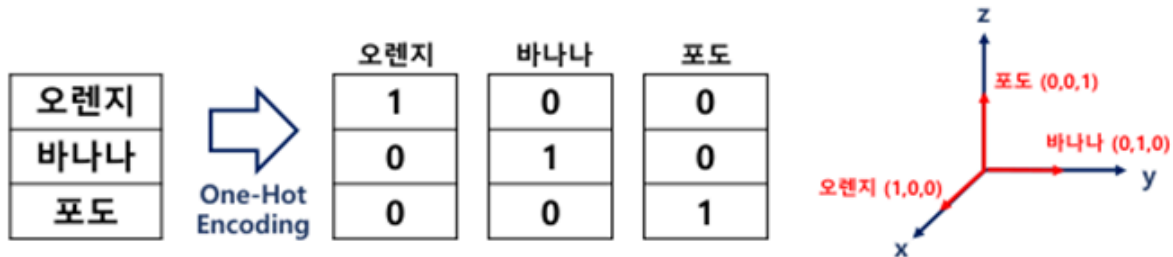 오렌지 바나나 포도
오렌지 1 0 0
바나나 0 1 0
포도 0 0 1
One-Hot
Encoding
z
포도 (0,0,1)
바나나 (0,1,0)
y
오렌지 (1,0,0)
x